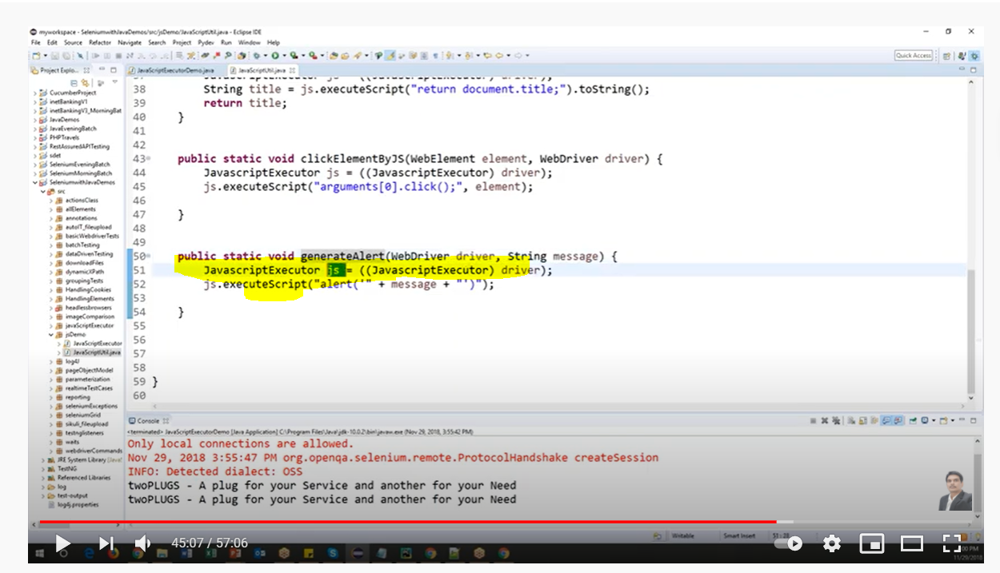 myworkspace - SeleniumwithJavaDemos/src/jsDemo/JavaScriptUtil.java - Eclipse IDE
File Edit Source Refactor Navigate Search Project Pydev Run Window Help
Quick Access
Project Explo...
JavaScriptExecutorDemo.java
JavaScriptUtil.java
CucumberProject
inetBankingV1
inetBankingV1_MorningBat
JavaDemos
JavaEveningBatch
PHPTravels
RestAssuredAPITesting
sdet
SeleniumEveningBatch
SeleniumMorningBatch
SeleniumwithJavaDemos
src
actionsClass
allElements
annotations
autoIT_fileupload
basicWebdriverTests
batchTesting
dataDrivenTesting
downloadFiles
dynamicXPath
groupingTests
HandlingCookies
HandlingElements
headlessbrowsers
imageComparison
javaScriptExecutor
jsDemo
JavaScriptExecutor
JavaScriptUtil.java
log4J
pageObjectModel
parameterization
realtimeTestCases
reporting
seleniumExceptions
seleniumGrid
sikuli_fileupload
testnglisteners
waits
webdriverCommands
JRE System Library [Java
TestNG
Referenced Libraries
log
test-output
log4j.properties
37 JavascriptExecutor js = ((JavascriptExecutor) driver);
38 String title = js.executeScript("return document.title;").toString();
39 return title;
40 }
41
42
43 public static void clickElementByJS(WebElement element, WebDriver driver) {
44 JavascriptExecutor js = ((JavascriptExecutor) driver);
45 js.executeScript("arguments[0].click();", element);
46
47 }
48
49
50 public static void generateAlert(WebDriver driver, String message) {
51 JavascriptExecutor js = ((JavascriptExecutor) driver);
52 js.executeScript("alert('" + message + "')");
53
54 }
55
56
57
58
59 }
60
Console
<terminated> JavaScriptExecutorDemo [Java Application] C:\Program Files\Java\jdk-10.0.2\bin\javaw.exe (Nov 29, 2018, 3:55:42 PM)
Only local connections are allowed.
Nov 29, 2018 3:55:47 PM org.openqa.selenium.remote.ProtocolHandshake createSession
INFO: Detected dialect: OSS
twoPLUGS - A plug for your Service and another for your Need
twoPLUGS - A plug for your Service and another for your Need
Writable
Smart Insert
51 : 28
45:07 / 57:06
11/29/2018